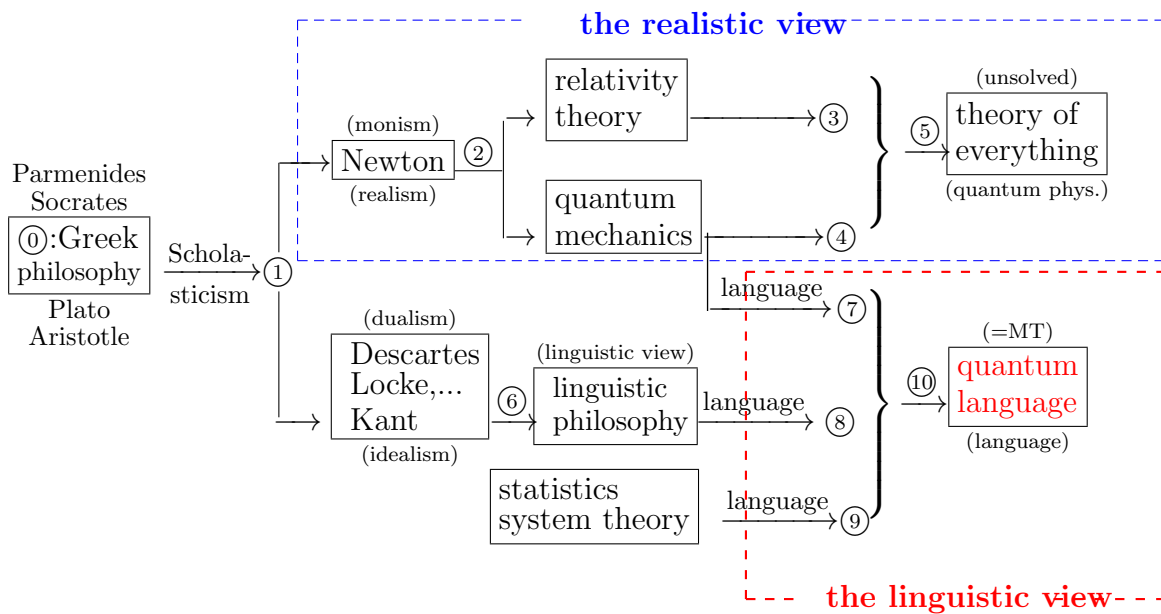 the realistic view
Parmenides
Socrates
⓪:Greek
philosophy
Plato
Aristotle
Schola-
sticism
①
(monism)
Newton
(realism)
②
relativity
theory
③
quantum
mechanics
④
⑤
(unsolved)
theory of
everything
(quantum phys.)
(dualism)
Descartes
Locke,...
Kant
(idealism)
⑥
(linguistic view)
linguistic
philosophy
language
⑦
language
⑧
statistics
system theory
language
⑨
⑩
(=MT)
quantum
language
(language)
the linguistic view